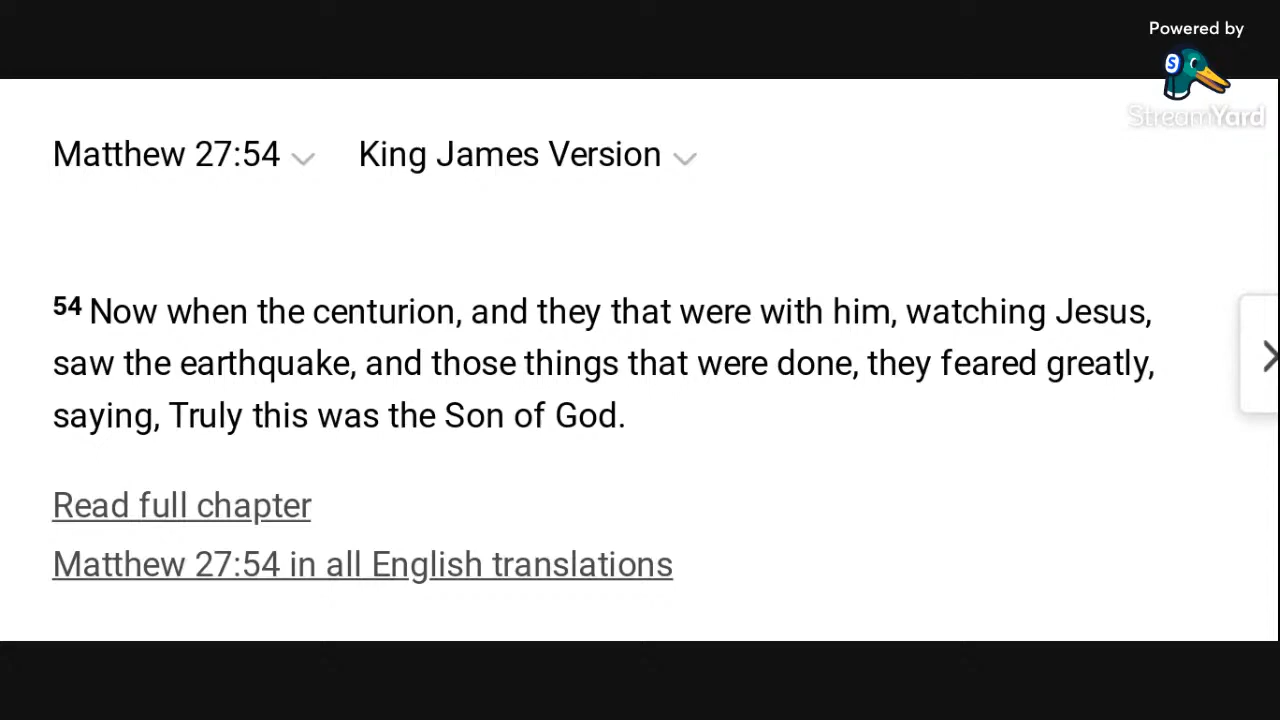 Powered by
S
StreamYard
Matthew 27:54 King James Version
54 Now when the centurion, and they that were with him, watching Jesus,
saw the earthquake, and those things that were done, they feared greatly,
saying, Truly this was the Son of God.
Read full chapter
Matthew 27:54 in all English translations